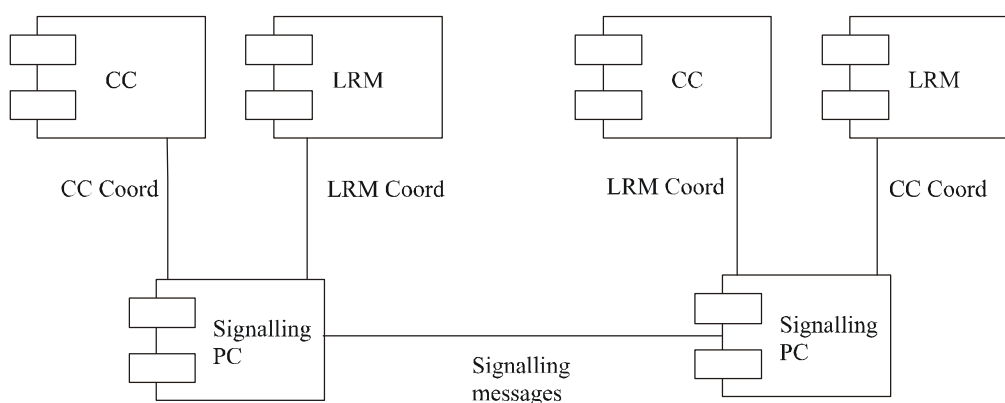 CC
LRM
CC
LRM
CC Coord
LRM Coord
LRM Coord
CC Coord
Signalling
PC
Signalling
PC
Signalling
messages